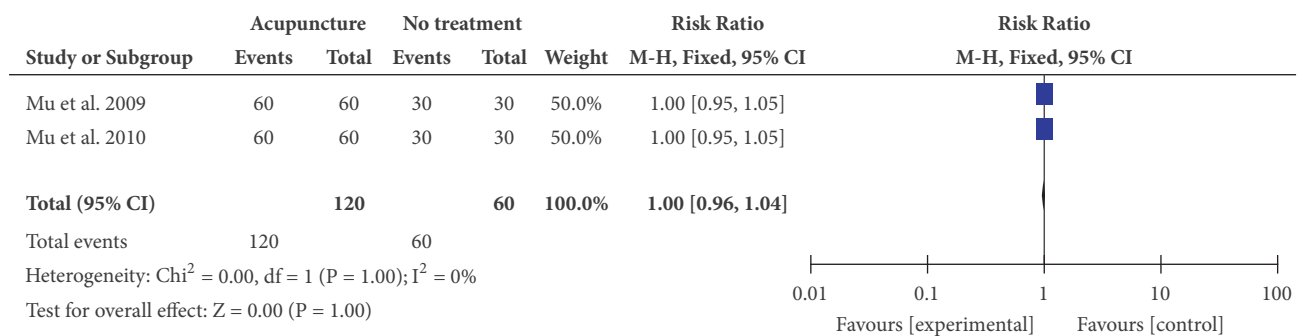 Acupuncture No treatment Risk Ratio Risk Ratio
Study or Subgroup Events Total Events Total Weight M-H, Fixed, 95% CI M-H, Fixed, 95% CI
Mu et al. 2009 60 60 30 30 50.0% 1.00 [0.95, 1.05]
Mu et al. 2010 60 60 30 30 50.0% 1.00 [0.95, 1.05]
Total (95% CI) 120 60 100.0% 1.00 [0.96, 1.04]
Total events 120 60
Heterogeneity: Chi² = 0.00, df = 1 (P = 1.00); I² = 0%
Test for overall effect: Z = 0.00 (P = 1.00)
0.01 0.1 1 10 100
Favours [experimental] Favours [control]